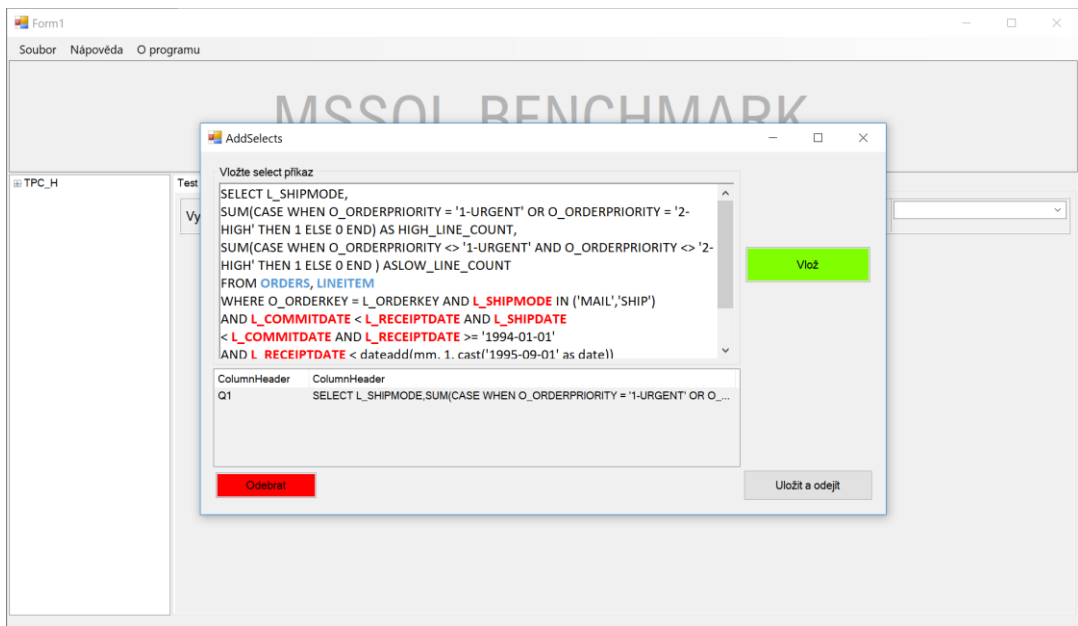 Form1
Soubor Nápověda O programu
MSSQL BENCHMARK
AddSelects
Vložte select příkaz
TPC_H
Test
Vy
SELECT L_SHIPMODE,
SUM(CASE WHEN O_ORDERPRIORITY = '1-URGENT' OR O_ORDERPRIORITY = '2-
HIGH' THEN 1 ELSE 0 END) AS HIGH_LINE_COUNT,
SUM(CASE WHEN O_ORDERPRIORITY <> '1-URGENT' AND O_ORDERPRIORITY <> '2-
HIGH' THEN 1 ELSE 0 END ) ASLOW_LINE_COUNT
FROM ORDERS, LINEITEM
WHERE O_ORDERKEY = L_ORDERKEY AND L_SHIPMODE IN ('MAIL','SHIP')
AND L_COMMITDATE < L_RECEIPTDATE AND L_SHIPDATE
< L_COMMITDATE AND L_RECEIPTDATE >= '1994-01-01'
AND L_RECEIPTDATE < dateadd(mm, 1, cast('1995-09-01' as date))
Vlož
ColumnHeader ColumnHeader
Q1 SELECT L_SHIPMODE,SUM(CASE WHEN O_ORDERPRIORITY = '1-URGENT' OR O_...
Odebrat
Uložit a odejít